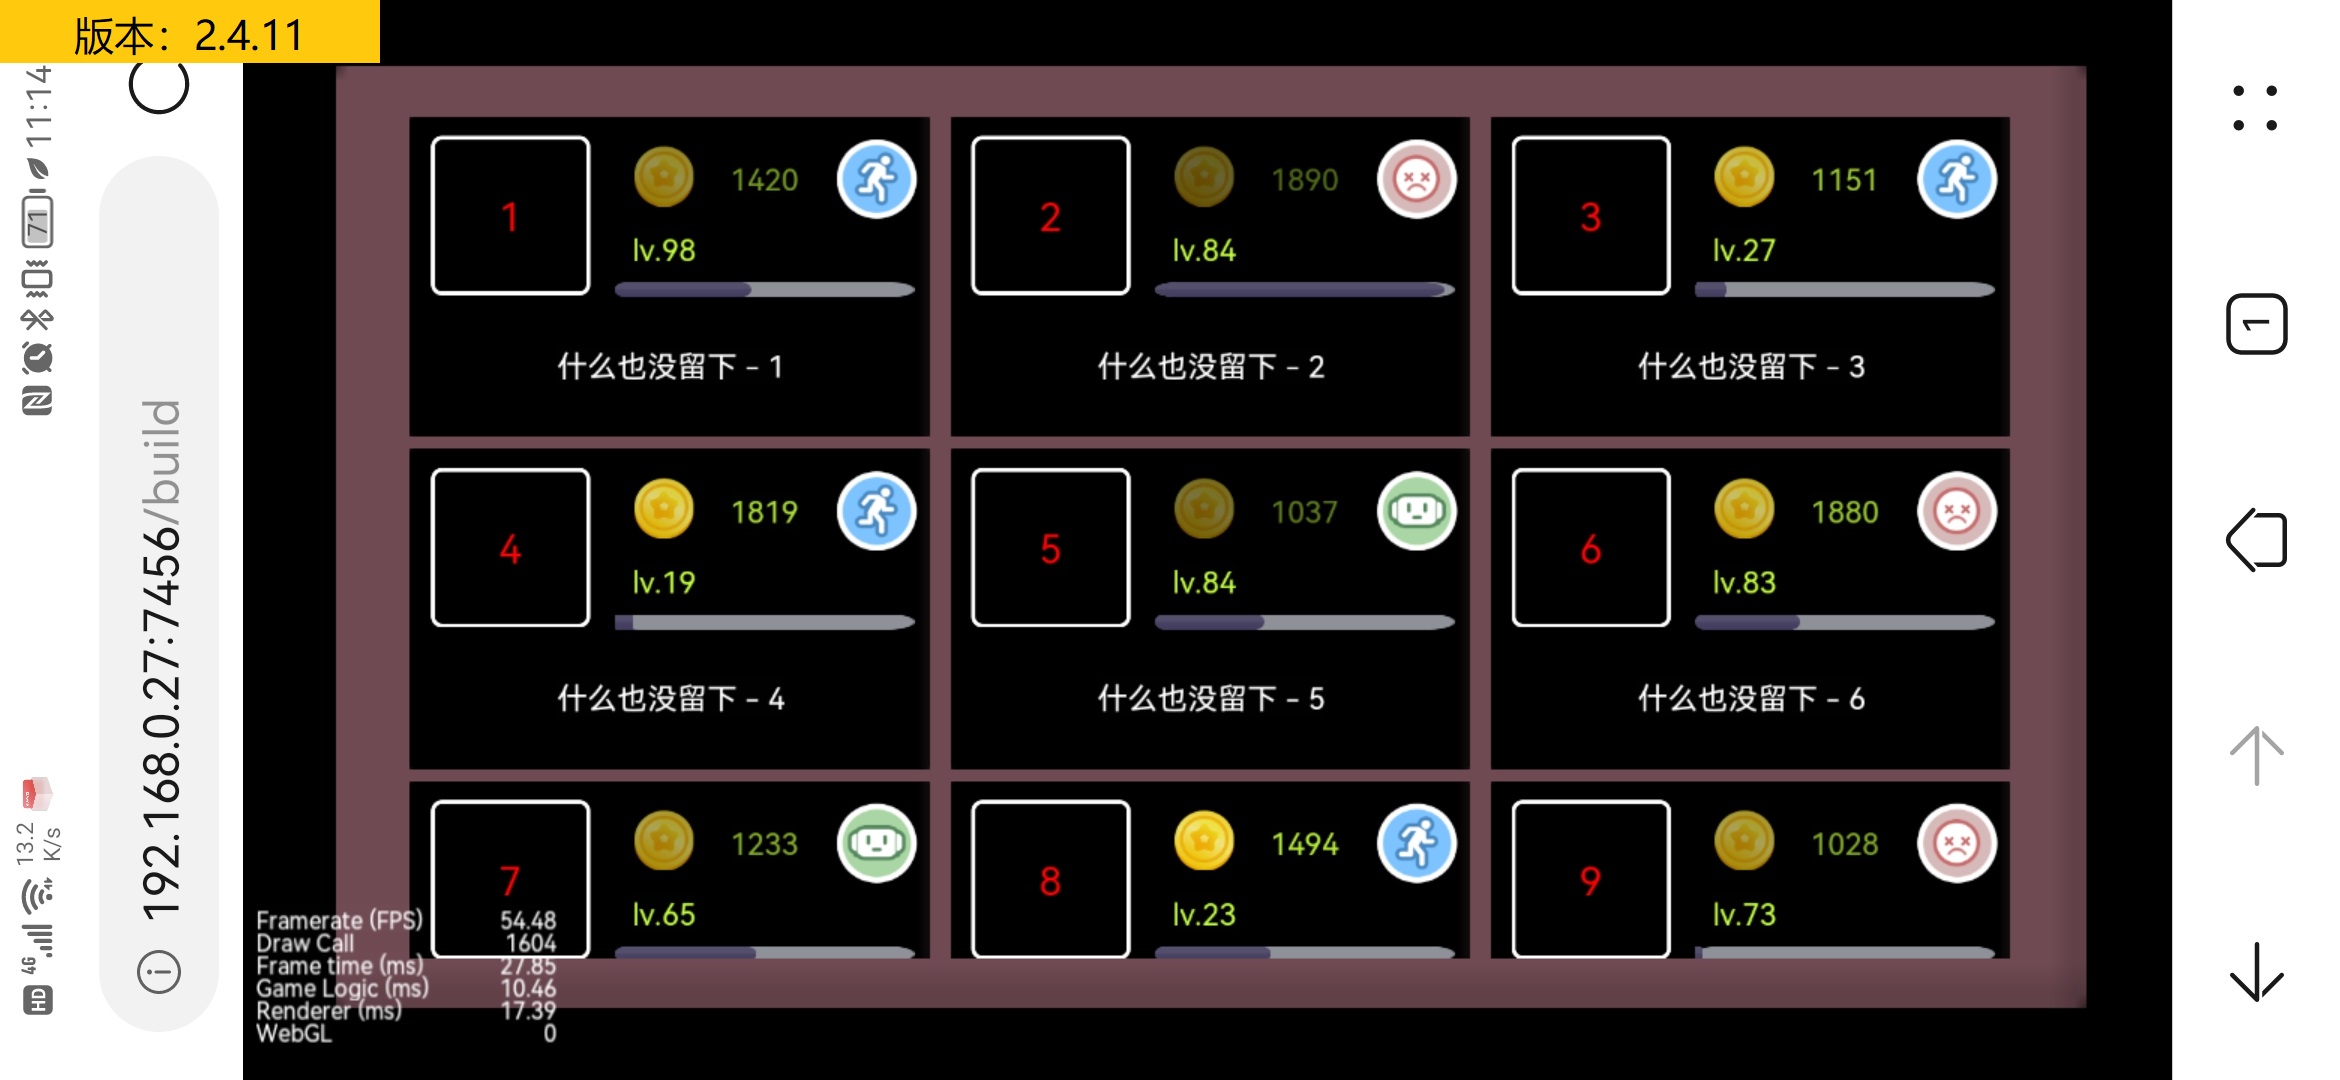 版本：2.4.11
11:14
71
13.2
K/s
4G
HD
192.168.0.27:7456/build
1
1
1420
lv.98
什么也没留下 - 1
2
1890
lv.84
什么也没留下 - 2
3
1151
lv.27
什么也没留下 - 3
4
1819
lv.19
什么也没留下 - 4
5
1037
lv.84
什么也没留下 - 5
6
1880
lv.83
什么也没留下 - 6
7
1233
lv.65
8
1494
lv.23
9
1028
lv.73
Framerate (FPS) 54.48
Draw Call 1604
Frame time (ms) 27.85
Game Logic (ms) 10.46
Renderer (ms) 17.39
WebGL 0